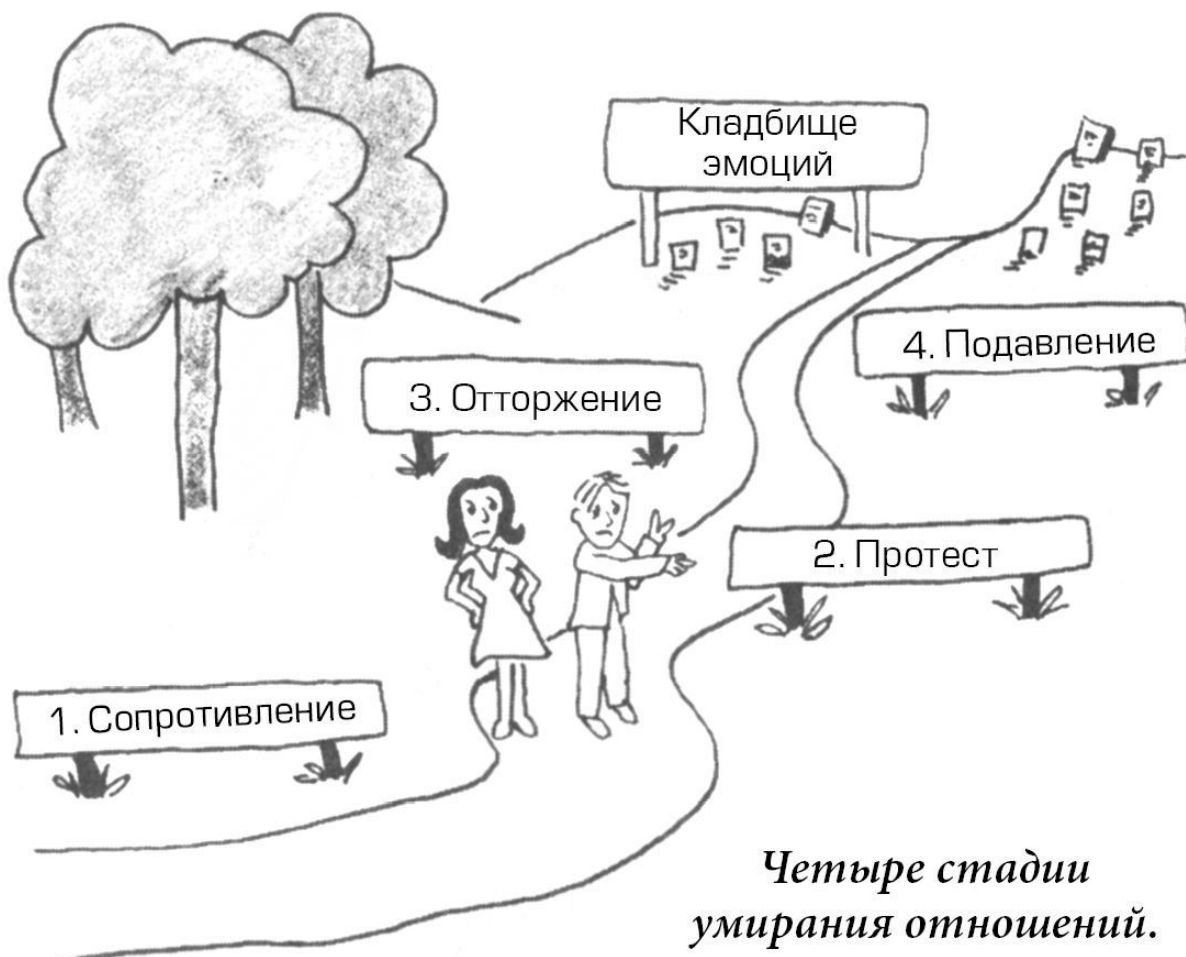 Кладбище
эмоций
4. Подавление
3. Отторжение
2. Протест
1. Сопротивление
Четыре стадии
умирания отношений.